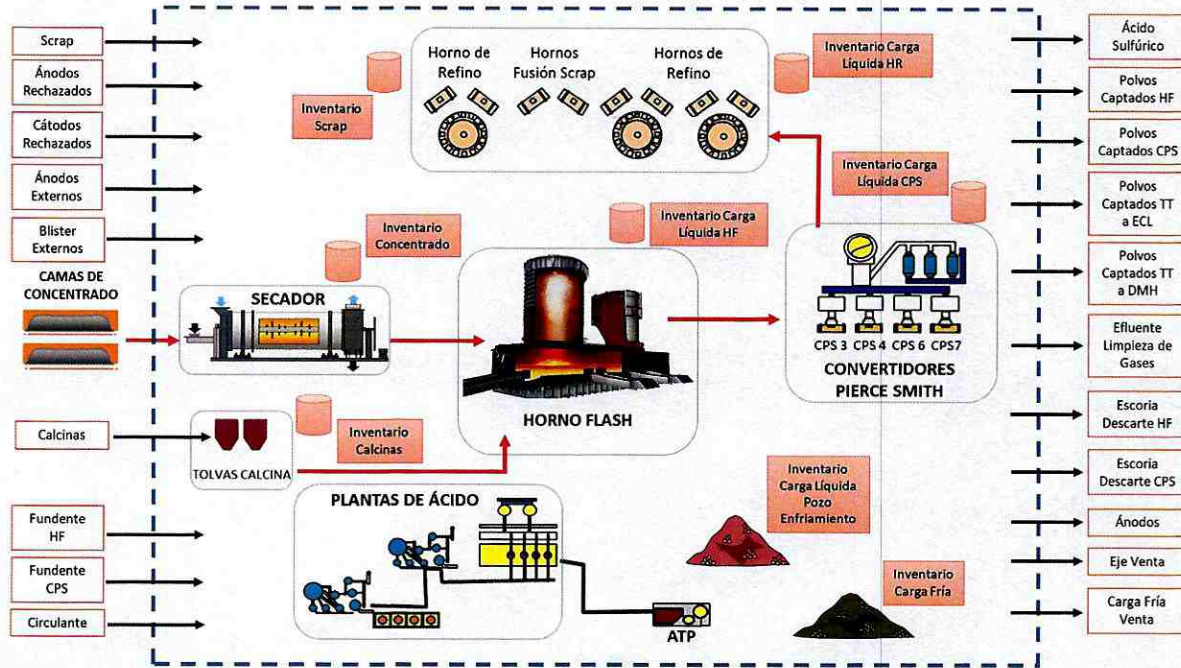 Scrap
Ánodos
Rechazados
Cátodos
Rechazados
Ánodos
Externos
Blister
Externos
CAMAS DE
CONCENTRADO
Calcinas
Fundente
HF
Fundente
CPS
Circulante
Inventario
Scrap
Horno de
Refino
Hornos
Fusión Scrap
Hornos de
Refino
Inventario Carga
Líquida HR
Inventario Carga
Líquida CPS
Inventario
Concentrado
Inventario Carga
Líquida HF
SECADOR
HORNO FLASH
CPS 3
CPS 4
CPS 6
CPS7
CONVERTIDORES
PIERCE SMITH
Inventario
Calcinas
TOLVAS CALCINA
PLANTAS DE ÁCIDO
ATP
Inventario
Carga Líquida
Pozo
Enfriamiento
Inventario
Carga Fría
Ácido
Sulfúrico
Polvos
Captados HF
Polvos
Captados CPS
Polvos
Captados TT
a ECL
Polvos
Captados TT
a DMH
Efluente
Limpieza de
Gases
Escoria
Descarte HF
Escoria
Descarte CPS
Ánodos
Eje Venta
Carga Fría
Venta